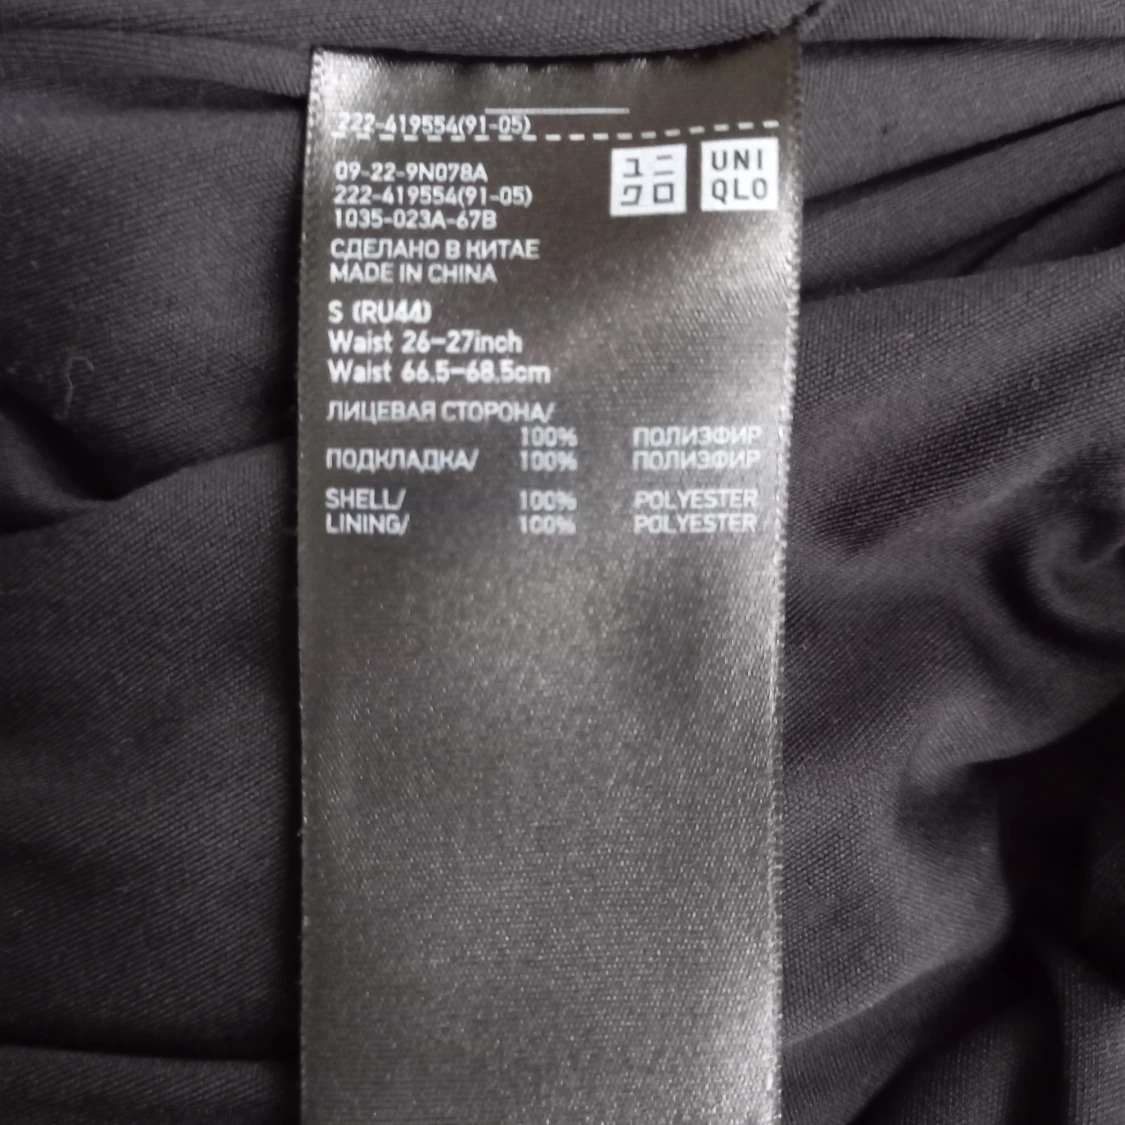 222-419554(91-05)
ユニ
クロ
UNI
QLO
09-22-9N078A
222-419554(91-05)
1035-023A-67B
СДЕЛАНО В КИТАЕ
MADE IN CHINA
S (RU44)
Waist 26-27inch
Waist 66.5-68.5cm
ЛИЦЕВАЯ СТОРОНА/
100% ПОЛИЭФИР
ПОДКЛАДКА/ 100% ПОЛИЭФИР
SHELL/ 100% POLYESTER
LINING/ 100% POLYESTER